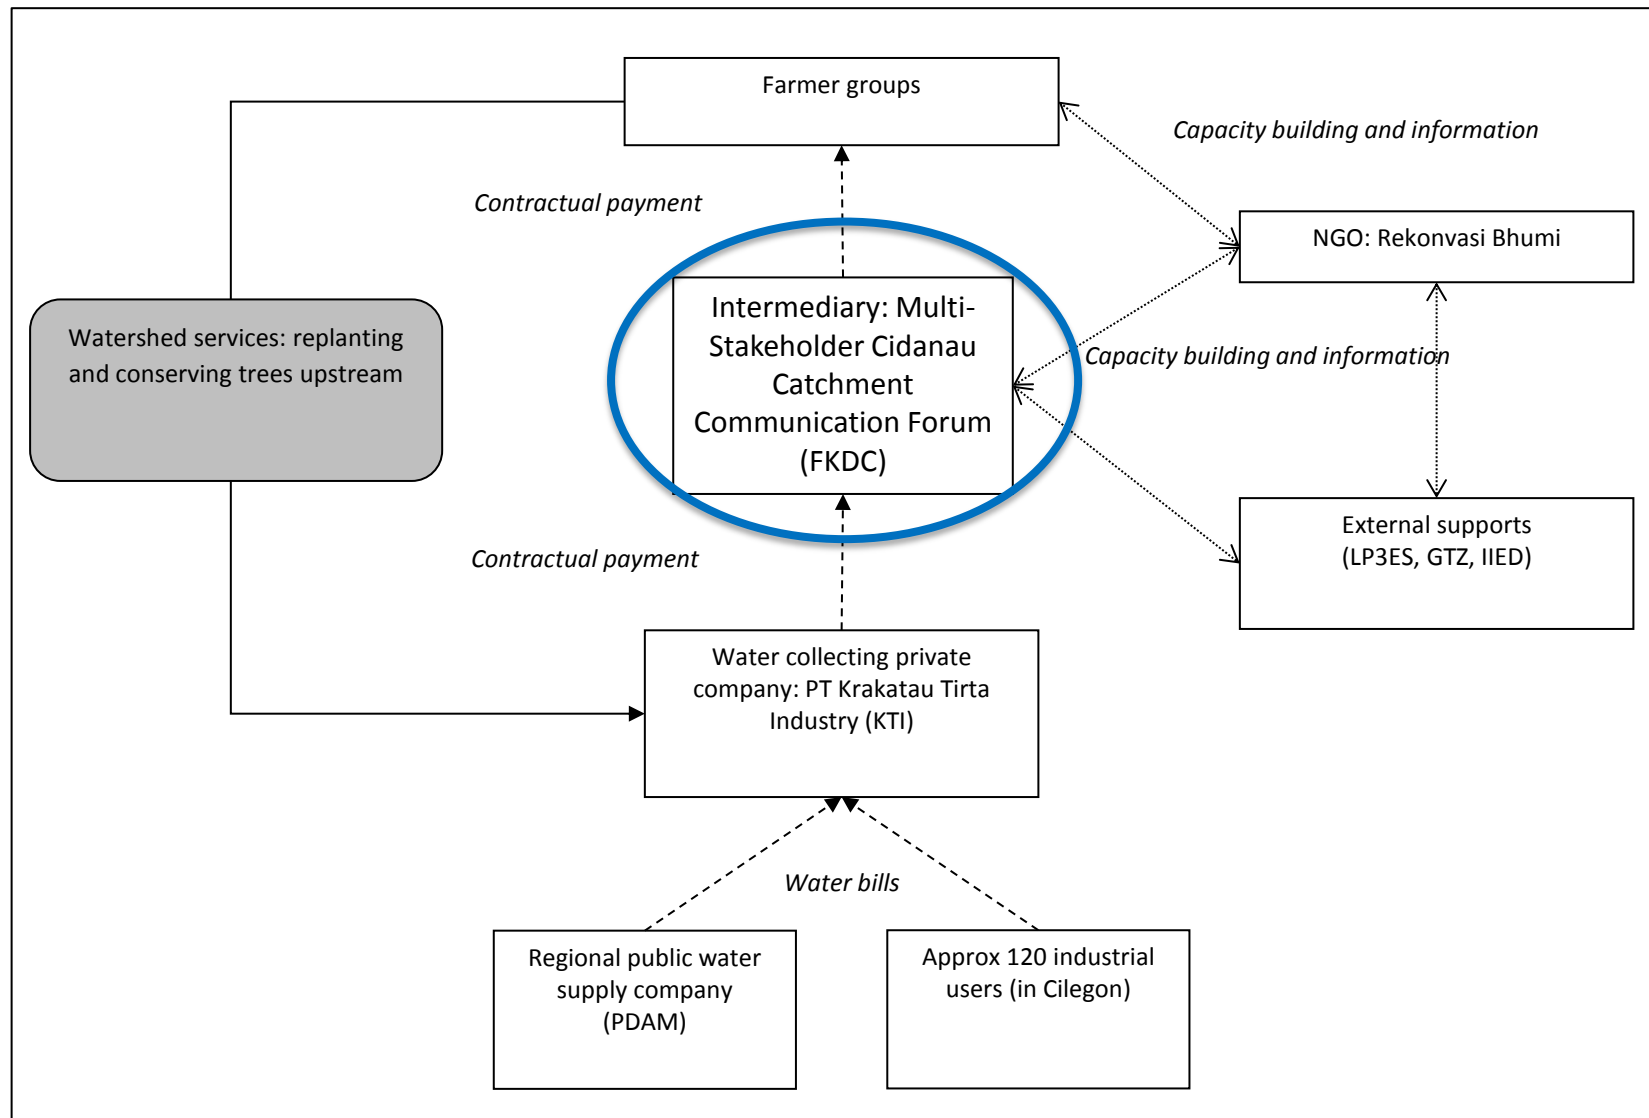 Farmer groups
Capacity building and information
Contractual payment
NGO: Rekonvasi Bhumi
Intermediary: Multi-
Stakeholder Cidanau
Catchment
Communication Forum
(FKDC)
Watershed services: replanting
and conserving trees upstream
Capacity building and information
External supports
(LP3ES, GTZ, IIED)
Contractual payment
Water collecting private
company: PT Krakatau Tirta
Industry (KTI)
Water bills
Regional public water
supply company
(PDAM)
Approx 120 industrial
users (in Cilegon)